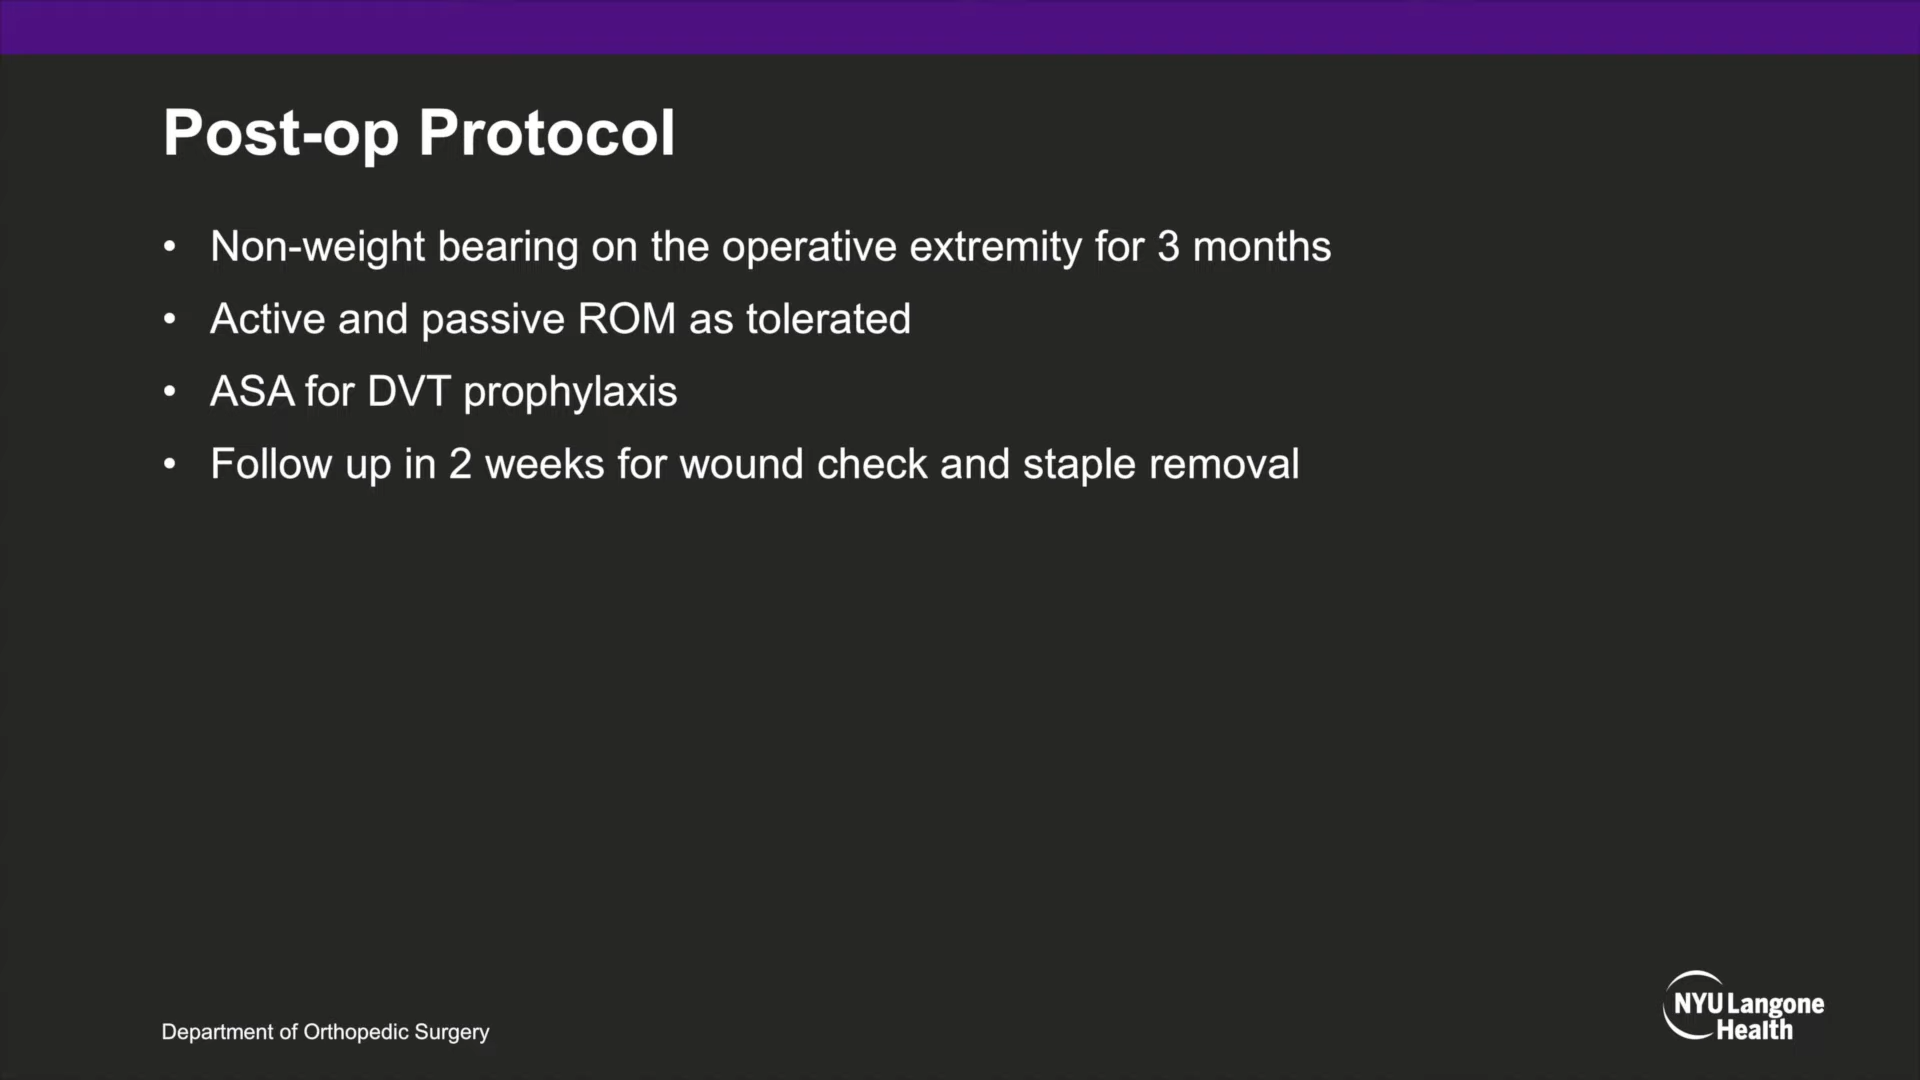 Post-op Protocol
• Non-weight bearing on the operative extremity for 3 months
• Active and passive ROM as tolerated
• ASA for DVT prophylaxis
• Follow up in 2 weeks for wound check and staple removal
Department of Orthopedic Surgery
NYU Langone
Health